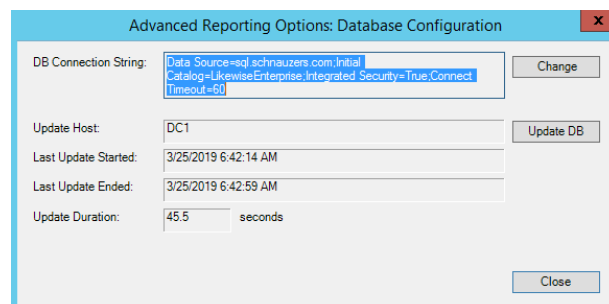 Advanced Reporting Options: Database Configuration
x
DB Connection String:
Data Source=sql.schnauzers.com;Initial
Catalog=LikewiseEnterprise;Integrated Security=True;Connect
Timeout=60
Change
Update Host:
DC1
Update DB
Last Update Started:
3/25/2019 6:42:14 AM
Last Update Ended:
3/25/2019 6:42:59 AM
Update Duration:
45.5
seconds
Close